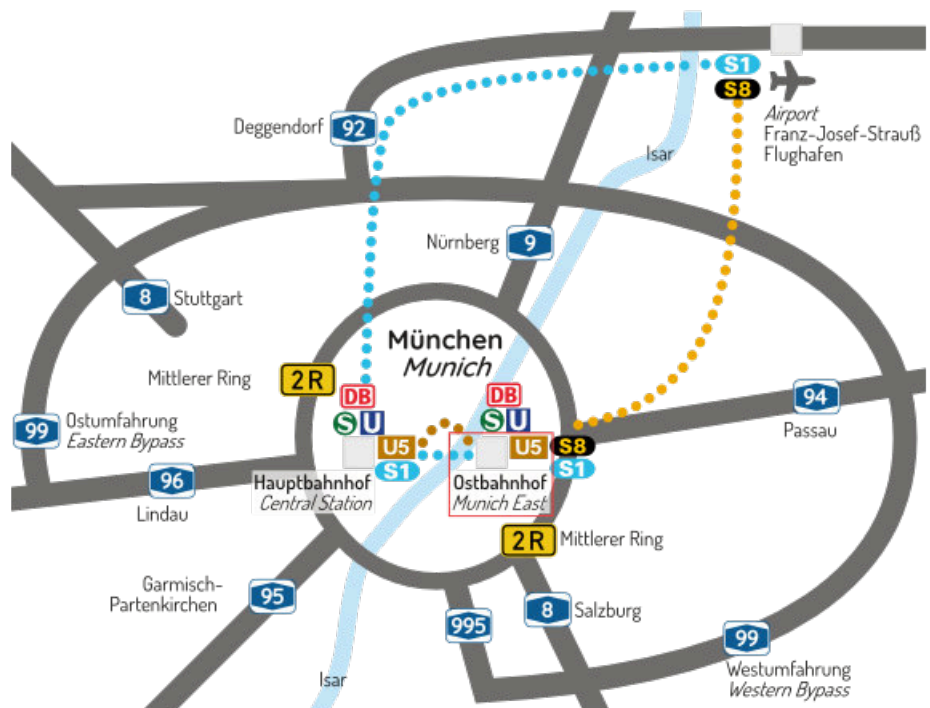 S1
S8
Airport
Franz-Josef-Strauß
Flughafen
Deggendorf
92
Isar
Nürnberg
9
8
Stuttgart
München
Munich
Mittlerer Ring
2 R
DB
S U
U5
S1
Hauptbahnhof
Central Station
DB
S U
U5
S8
S1
Ostbahnhof
Munich East
94
Passau
99
Ostumfahrung
Eastern Bypass
96
Lindau
2 R
Mittlerer Ring
Garmisch-
Partenkirchen
95
995
8
Salzburg
99
Westumfahrung
Western Bypass
Isar